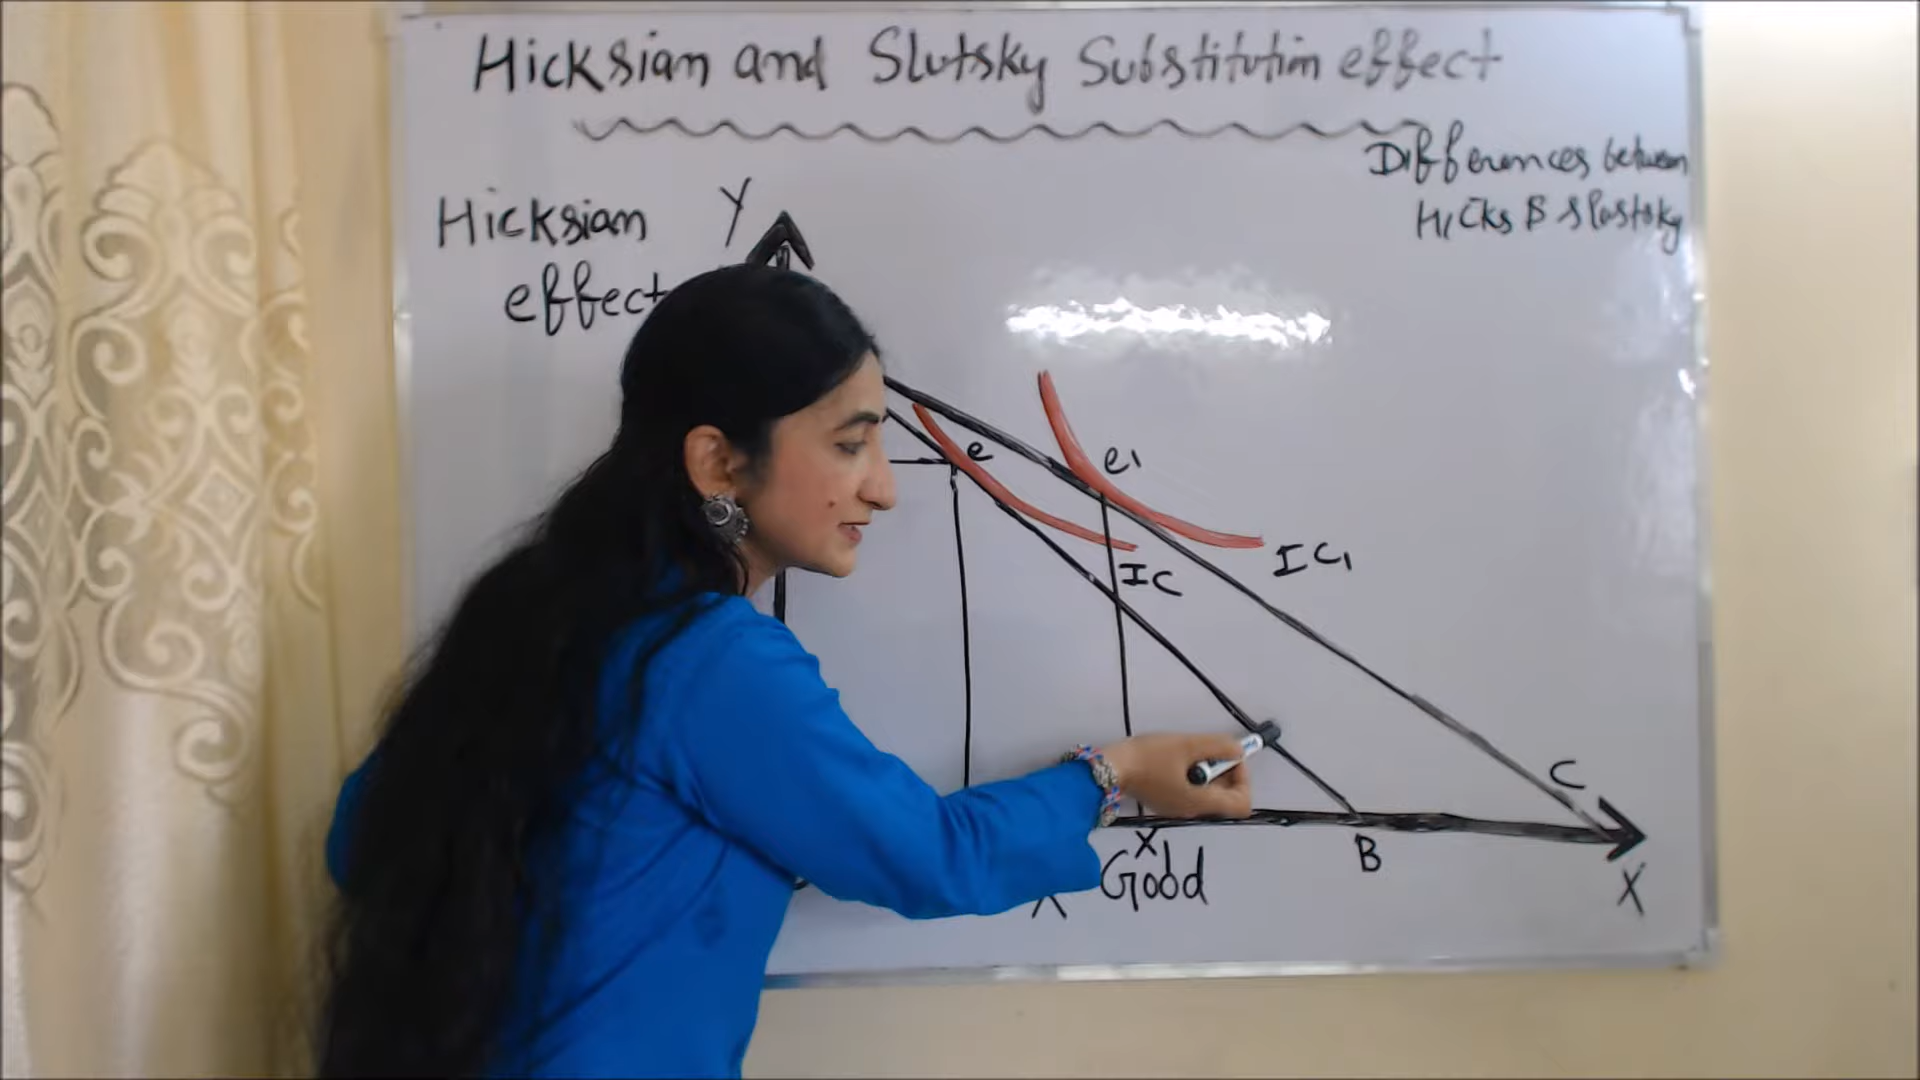 Hicksian and Slutsky Substitution effect
Differences between
Hicks & Slustsky
Hicksian
effect
Y
e
e1
IC
IC1
C
X
B
X
Good